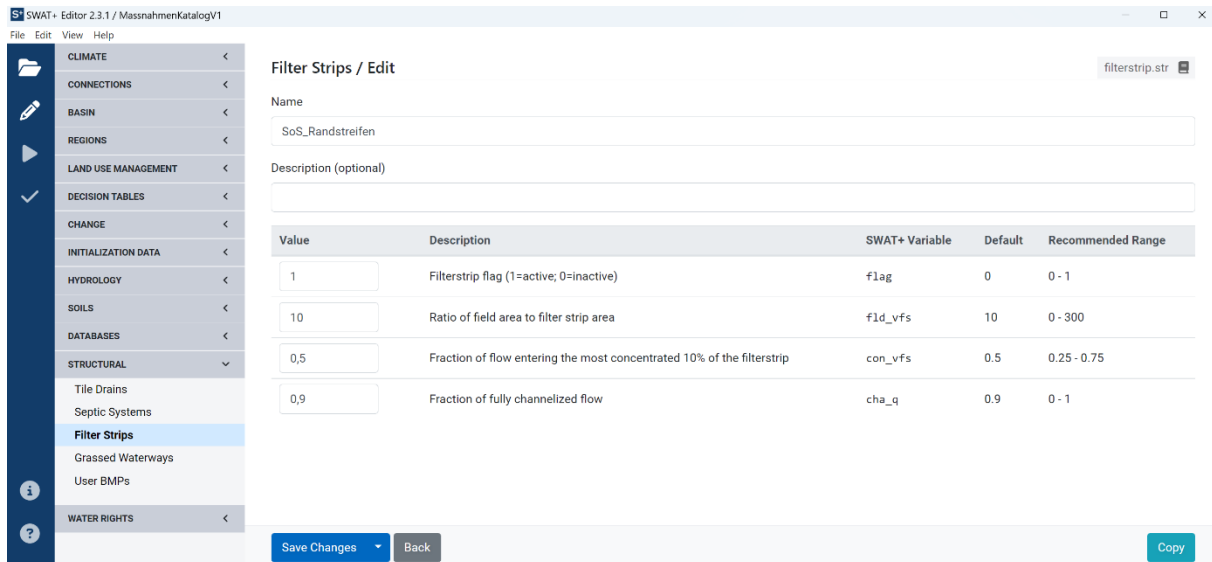 S+ SWAT+ Editor 2.3.1 / MassnahmenKatalogV1
File Edit View Help
CLIMATE
CONNECTIONS
BASIN
REGIONS
LAND USE MANAGEMENT
DECISION TABLES
CHANGE
INITIALIZATION DATA
HYDROLOGY
SOILS
DATABASES
STRUCTURAL
Tile Drains
Septic Systems
Filter Strips
Grassed Waterways
User BMPs
WATER RIGHTS
Filter Strips / Edit
filterstrip.str
Name
SoS_Randstreifen
Description (optional)
Value Description SWAT+ Variable Default Recommended Range
1 Filterstrip flag (1=active; 0=inactive) flag 0 0 - 1
10 Ratio of field area to filter strip area fld_vfs 10 0 - 300
0,5 Fraction of flow entering the most concentrated 10% of the filterstrip con_vfs 0.5 0.25 - 0.75
0,9 Fraction of fully channelized flow cha_q 0.9 0 - 1
Save Changes Back Copy